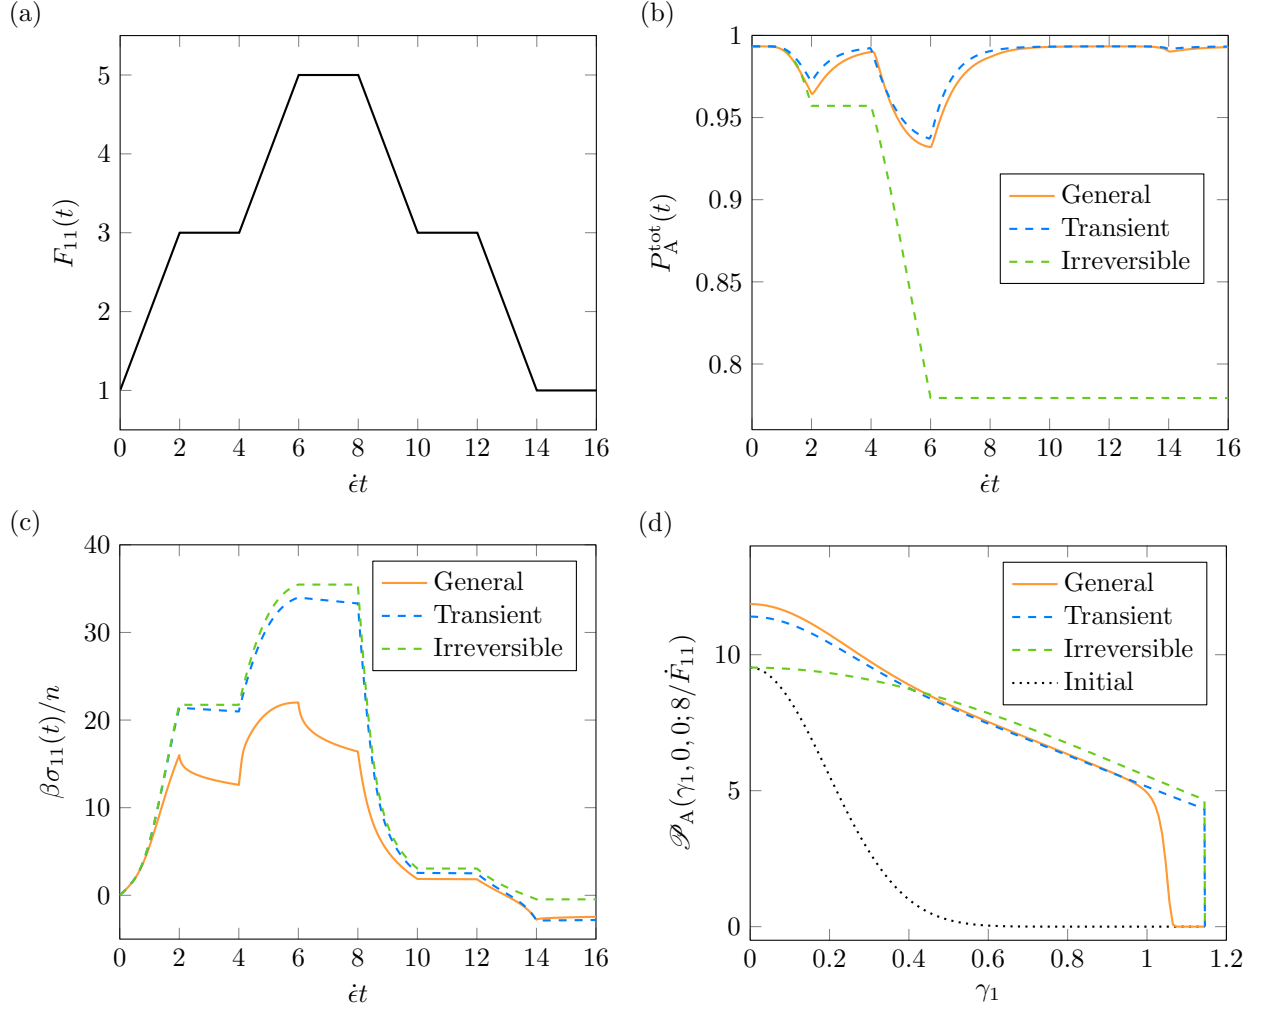 (a)
5
4
3
2
1
0 2 4 6 8 10 12 14 16
F₁₁(t)
ϵ̇t
(b)
1
0.95
0.9
0.85
0.8
0 2 4 6 8 10 12 14 16
P_A^tot(t)
ϵ̇t
General
Transient
Irreversible
(c)
40
30
20
10
0
0 2 4 6 8 10 12 14 16
βσ₁₁(t)/n
ϵ̇t
General
Transient
Irreversible
(d)
10
5
0
0 0.2 0.4 0.6 0.8 1 1.2
𝒫_A(γ₁, 0, 0; 8/Ḟ₁₁)
γ₁
General
Transient
Irreversible
Initial